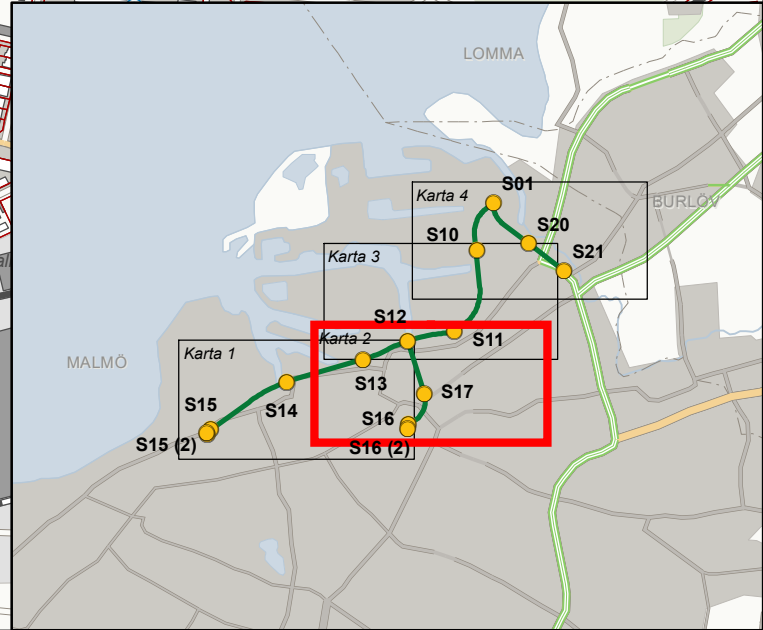 LOMMA
S01
Karta 4
BURLÖV
S10
S20
Karta 3
S21
S12
Karta 2
S11
Karta 1
MALMÖ
S13
S14
S17
S15
S16
S15 (2)
S16 (2)